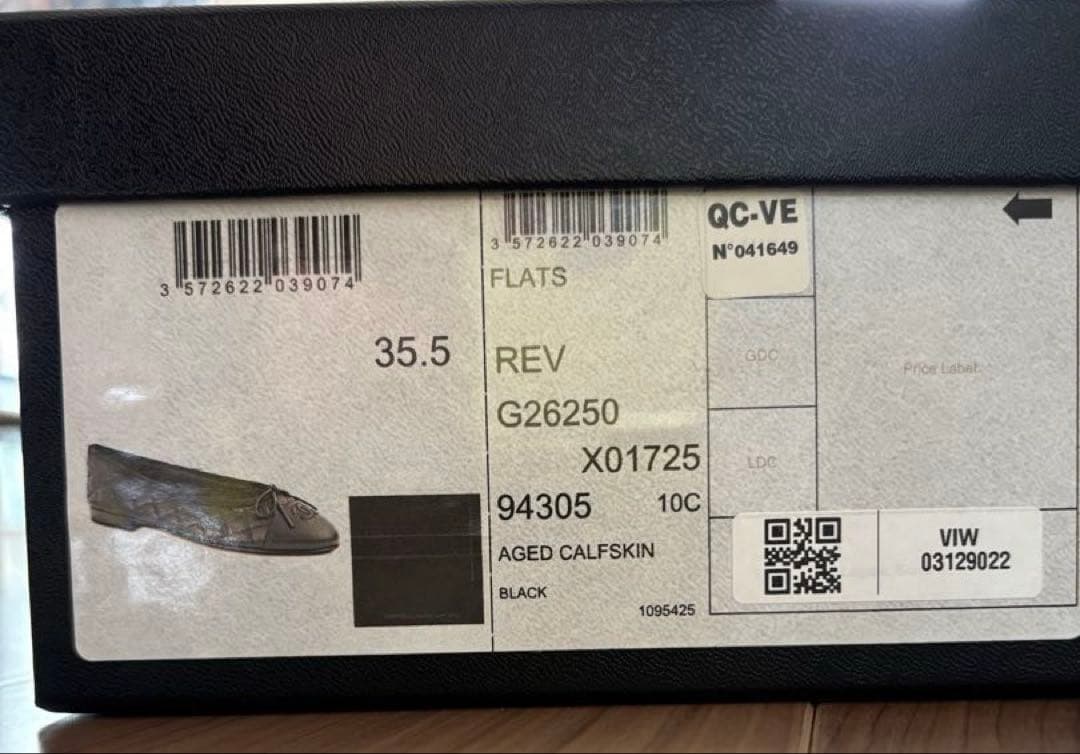 3 572622 039074
35.5
3 572622 039074
FLATS
REV
G26250
X01725
94305 10C
AGED CALFSKIN
BLACK
1095425
QC-VE
N°041649
GDC
LDC
Price Label
VIW
03129022